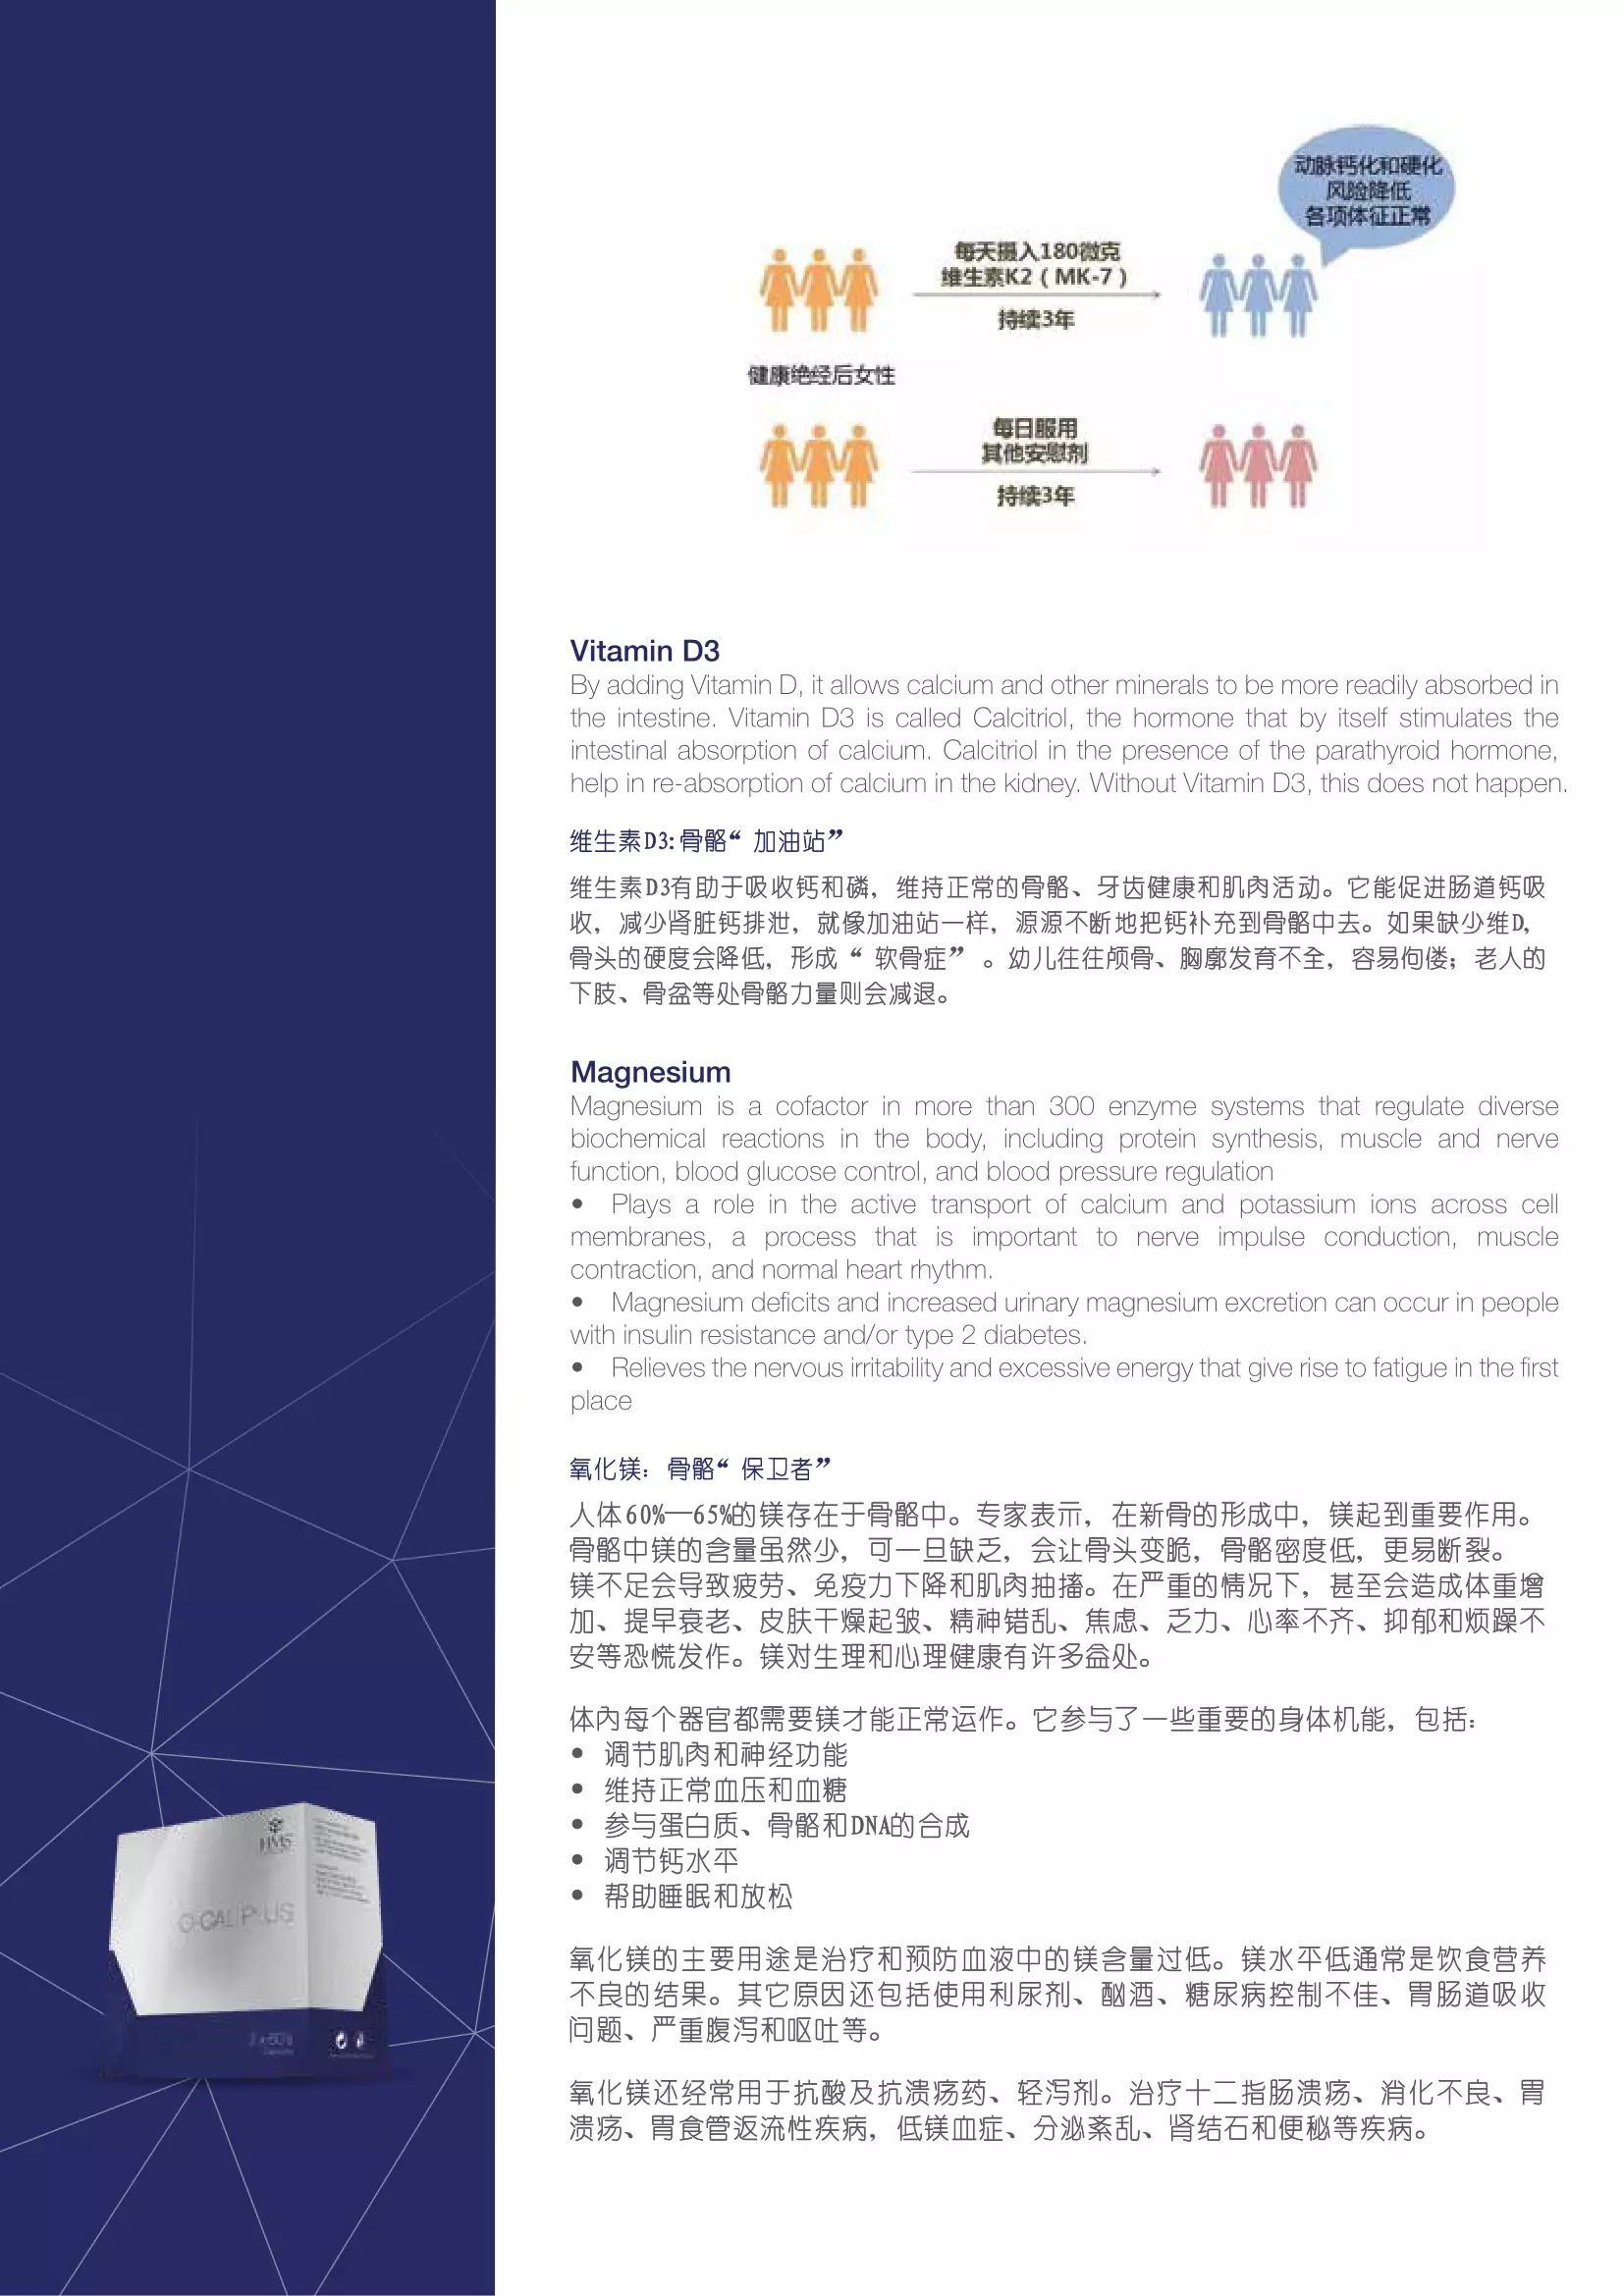 动脉钙化和硬化
风险降低
各项体征正常
每天摄入180微克
维生素K2（MK-7）
持续3年
健康绝经后女性
每日服用
其他安慰剂
持续3年
Vitamin D3
By adding Vitamin D, it allows calcium and other minerals to be more readily absorbed in
the intestine. Vitamin D3 is called Calcitriol, the hormone that by itself stimulates the
intestinal absorption of calcium. Calcitriol in the presence of the parathyroid hormone,
help in re-absorption of calcium in the kidney. Without Vitamin D3, this does not happen.
维生素D3:骨骼“加油站”
维生素D3有助于吸收钙和磷，维持正常的骨骼、牙齿健康和肌肉活动。它能促进肠道钙吸
收，减少肾脏钙排泄，就像加油站一样，源源不断地把钙补充到骨骼中去。如果缺少维D，
骨头的硬度会降低，形成“软骨症”。幼儿往往颅骨、胸廓发育不全，容易佝偻；老人的
下肢、骨盆等处骨骼力量则会减退。
Magnesium
Magnesium is a cofactor in more than 300 enzyme systems that regulate diverse
biochemical reactions in the body, including protein synthesis, muscle and nerve
function, blood glucose control, and blood pressure regulation
• Plays a role in the active transport of calcium and potassium ions across cell
membranes, a process that is important to nerve impulse conduction, muscle
contraction, and normal heart rhythm.
• Magnesium deficits and increased urinary magnesium excretion can occur in people
with insulin resistance and/or type 2 diabetes.
• Relieves the nervous irritability and excessive energy that give rise to fatigue in the first
place
氧化镁：骨骼“保卫者”
人体60%—65%的镁存在于骨骼中。专家表示，在新骨的形成中，镁起到重要作用。
骨骼中镁的含量虽然少，可一旦缺乏，会让骨头变脆，骨骼密度低，更易断裂。
镁不足会导致疲劳、免疫力下降和肌肉抽搐。在严重的情况下，甚至会造成体重增
加、提早衰老、皮肤干燥起皱、精神错乱、焦虑、乏力、心率不齐、抑郁和烦躁不
安等恐慌发作。镁对生理和心理健康有许多益处。
体内每个器官都需要镁才能正常运作。它参与了一些重要的身体机能，包括：
• 调节肌肉和神经功能
• 维持正常血压和血糖
• 参与蛋白质、骨骼和DNA的合成
• 调节钙水平
• 帮助睡眠和放松
氧化镁的主要用途是治疗和预防血液中的镁含量过低。镁水平低通常是饮食营养
不良的结果。其它原因还包括使用利尿剂、酗酒、糖尿病控制不佳、胃肠道吸收
问题、严重腹泻和呕吐等。
氧化镁还经常用于抗酸及抗溃疡药、轻泻剂。治疗十二指肠溃疡、消化不良、胃
溃疡、胃食管返流性疾病，低镁血症、分泌紊乱、肾结石和便秘等疾病。
HMS
O-CAL PLUS